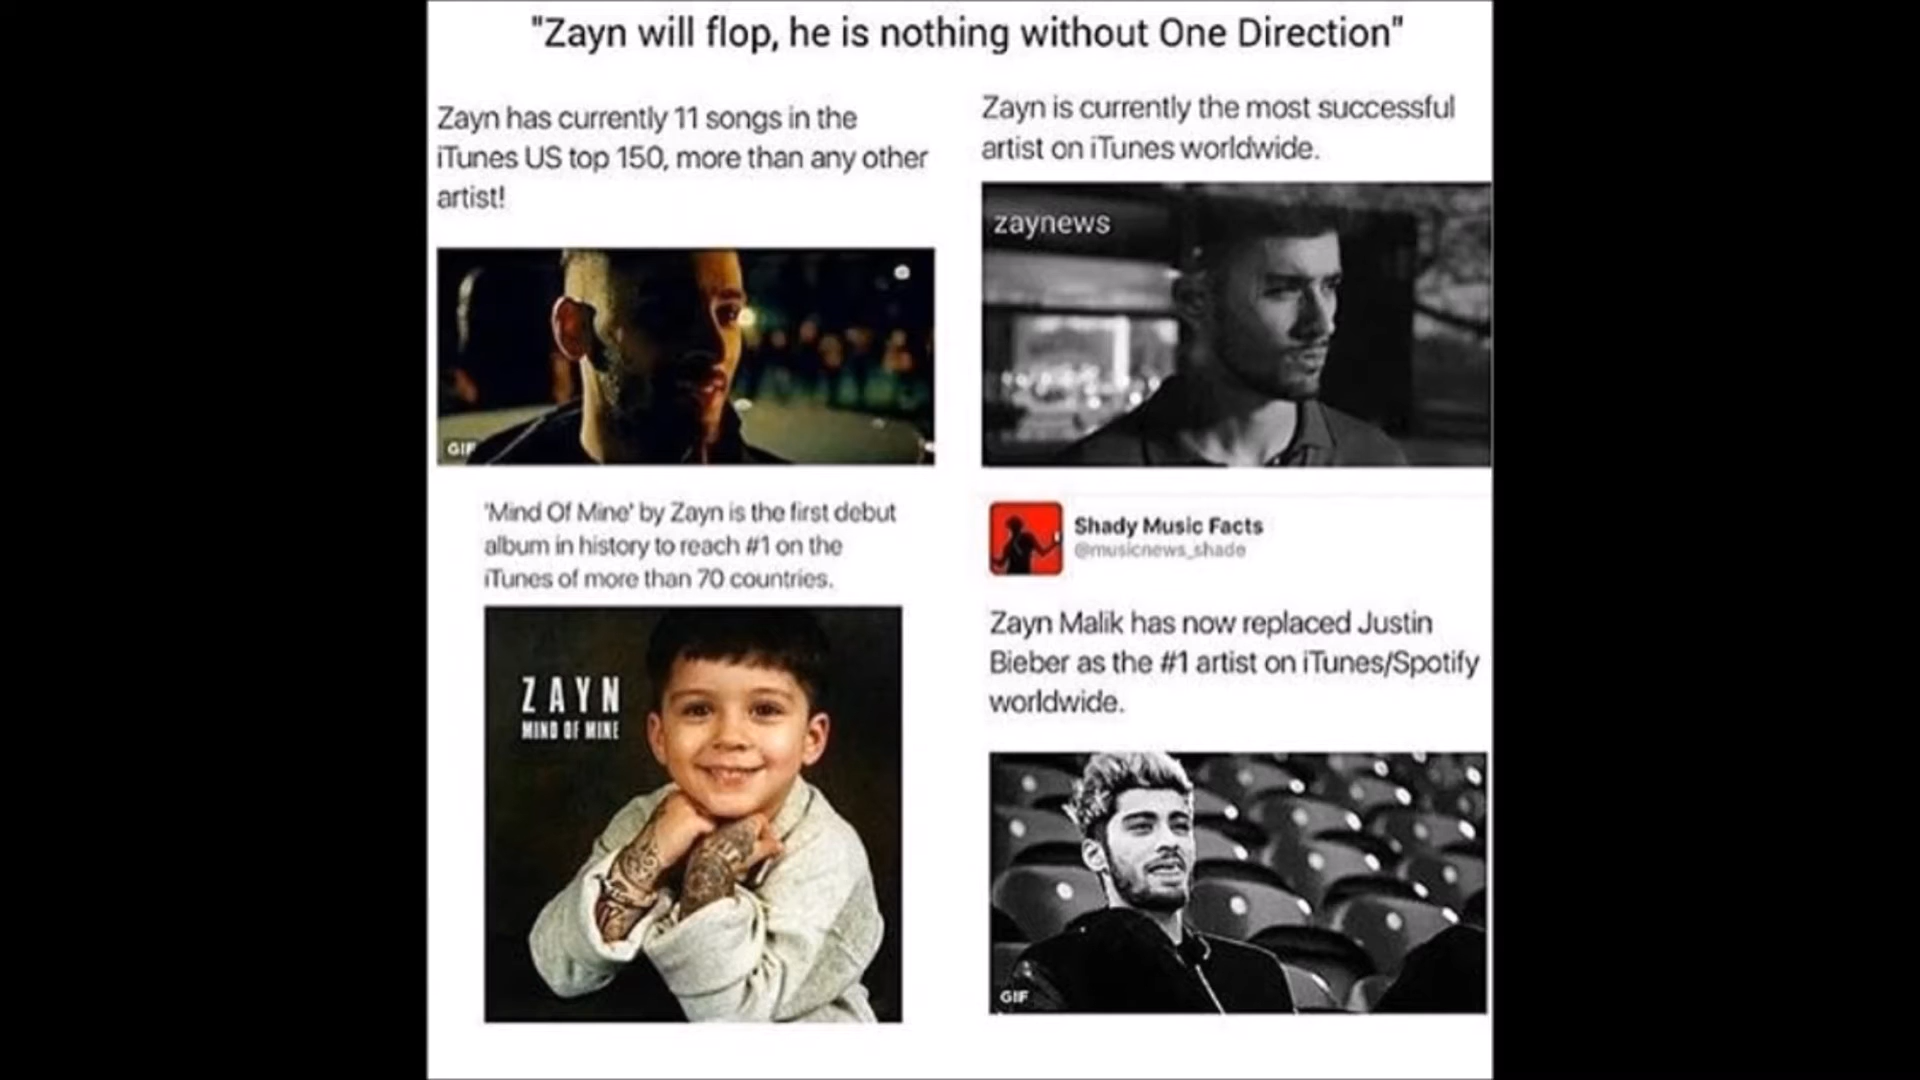 "Zayn will flop, he is nothing without One Direction"
Zayn has currently 11 songs in the
iTunes US top 150, more than any other
artist!
GIF
Zayn is currently the most successful
artist on iTunes worldwide.
zaynews
'Mind Of Mine' by Zayn is the first debut
album in history to reach #1 on the
iTunes of more than 70 countries.
ZAYN
MIND OF MINE
Shady Music Facts
@musicnews_shade
Zayn Malik has now replaced Justin
Bieber as the #1 artist on iTunes/Spotify
worldwide.
GIF